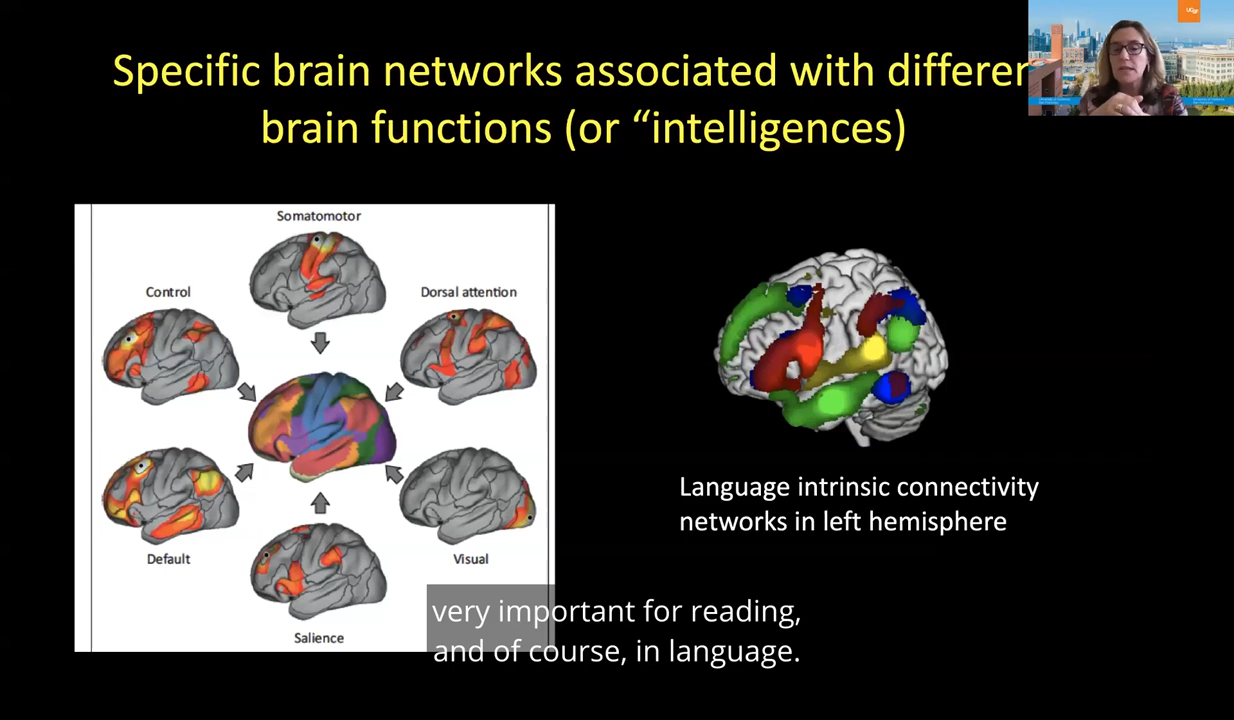 Specific brain networks associated with differen
brain functions (or “intelligences)
UCSF
Somatomotor
Control
Dorsal attention
Default
Visual
Salience
Language intrinsic connectivity
networks in left hemisphere
very important for reading,
and of course, in language.